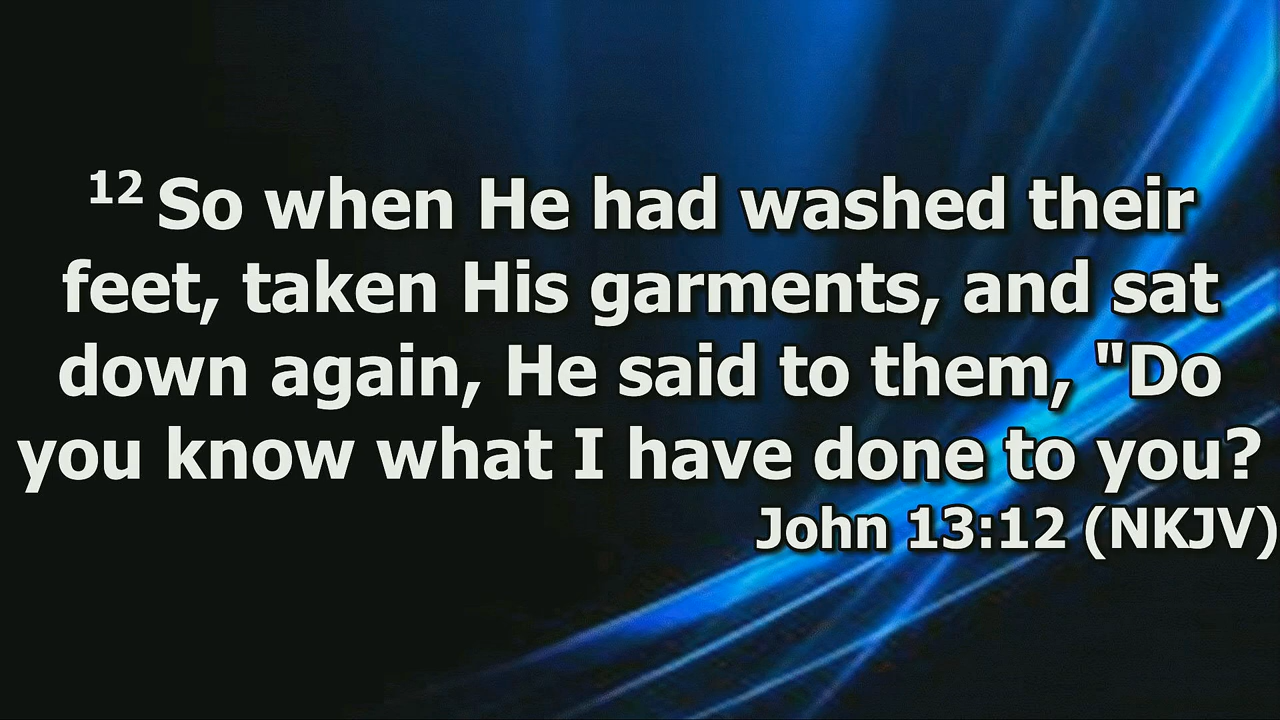 12 So when He had washed their
feet, taken His garments, and sat
down again, He said to them, "Do
you know what I have done to you?
John 13:12 (NKJV)